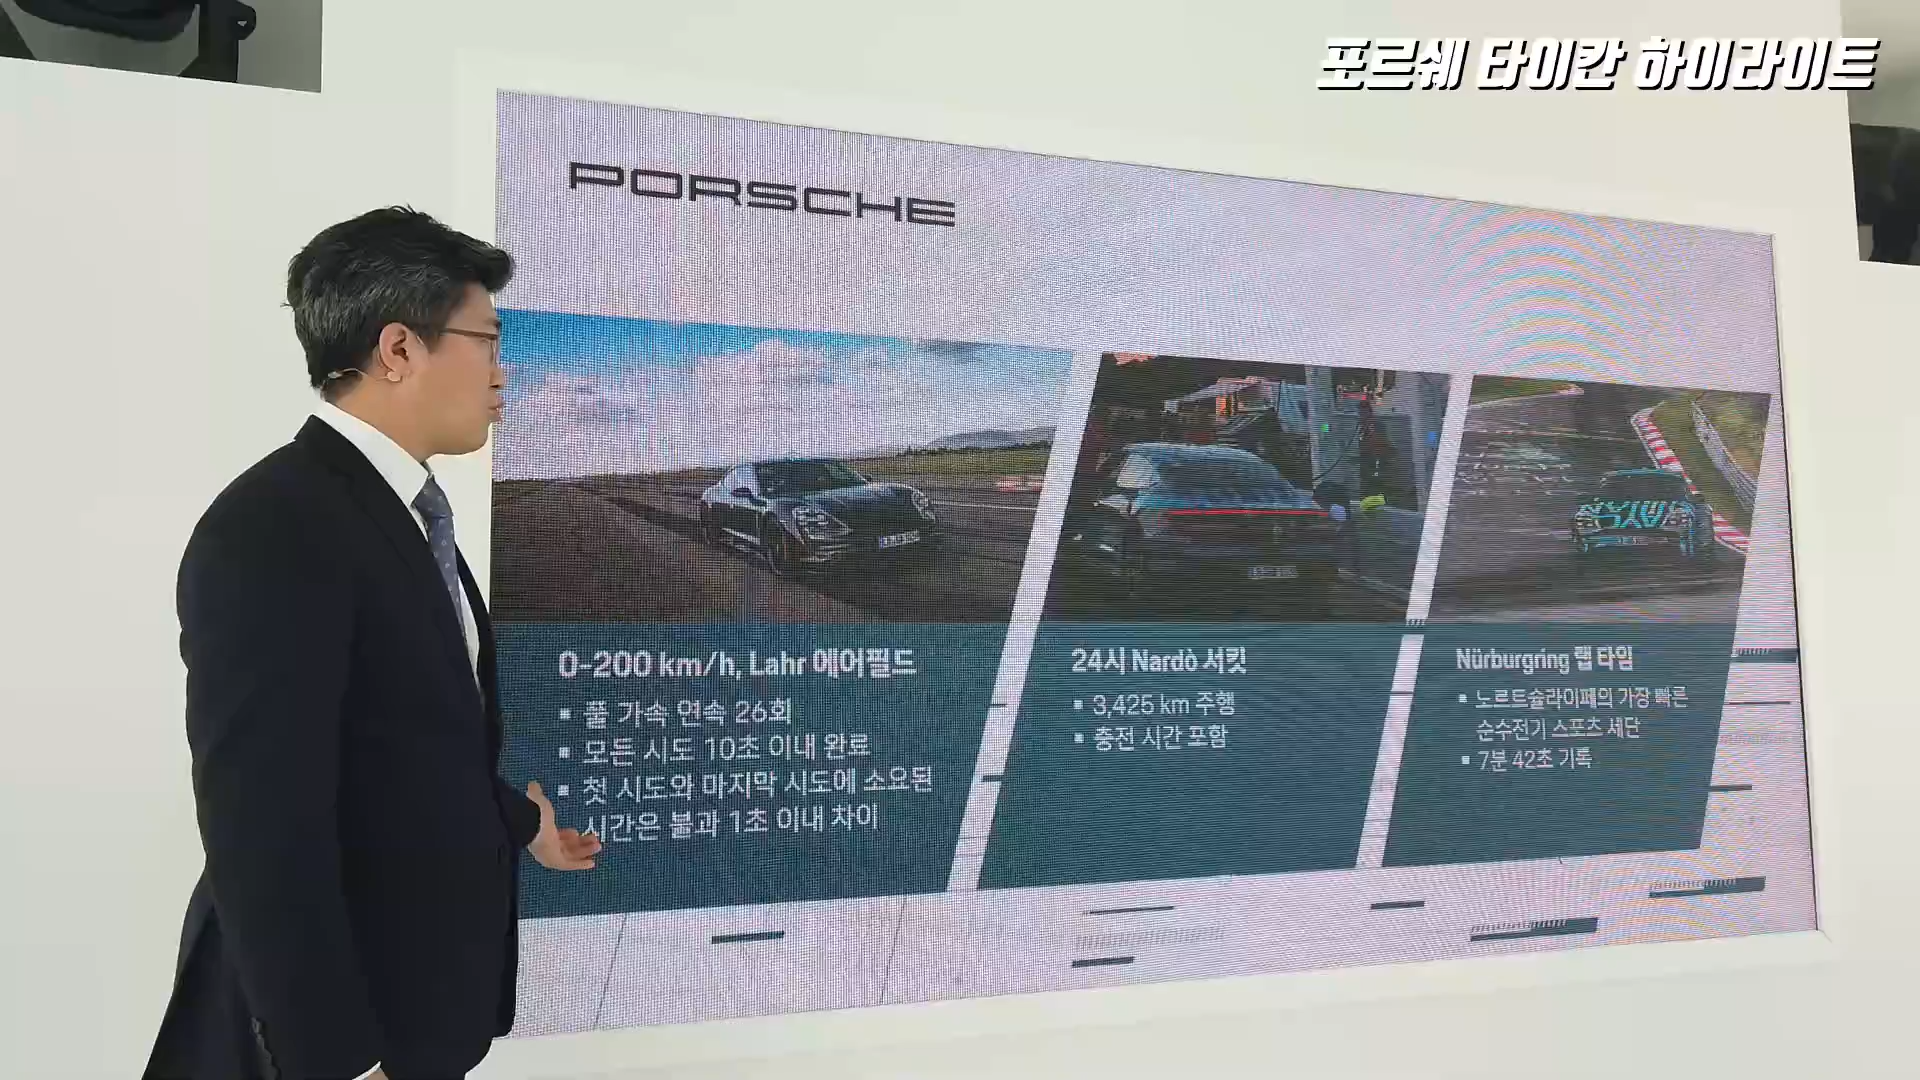 포르쉐 타이칸 하이라이트
PORSCHE
0-200 km/h, Lahr 에어필드
▪ 풀 가속 연속 26회
▪ 모든 시도 10초 이내 완료
▪ 첫 시도와 마지막 시도에 소요된
시간은 불과 1초 이내 차이
24시 Nardò 서킷
▪ 3,425 km 주행
▪ 충전 시간 포함
Nürburgring 랩 타임
▪ 노르트슐라이페의 가장 빠른
순수전기 스포츠 세단
▪ 7분 42초 기록